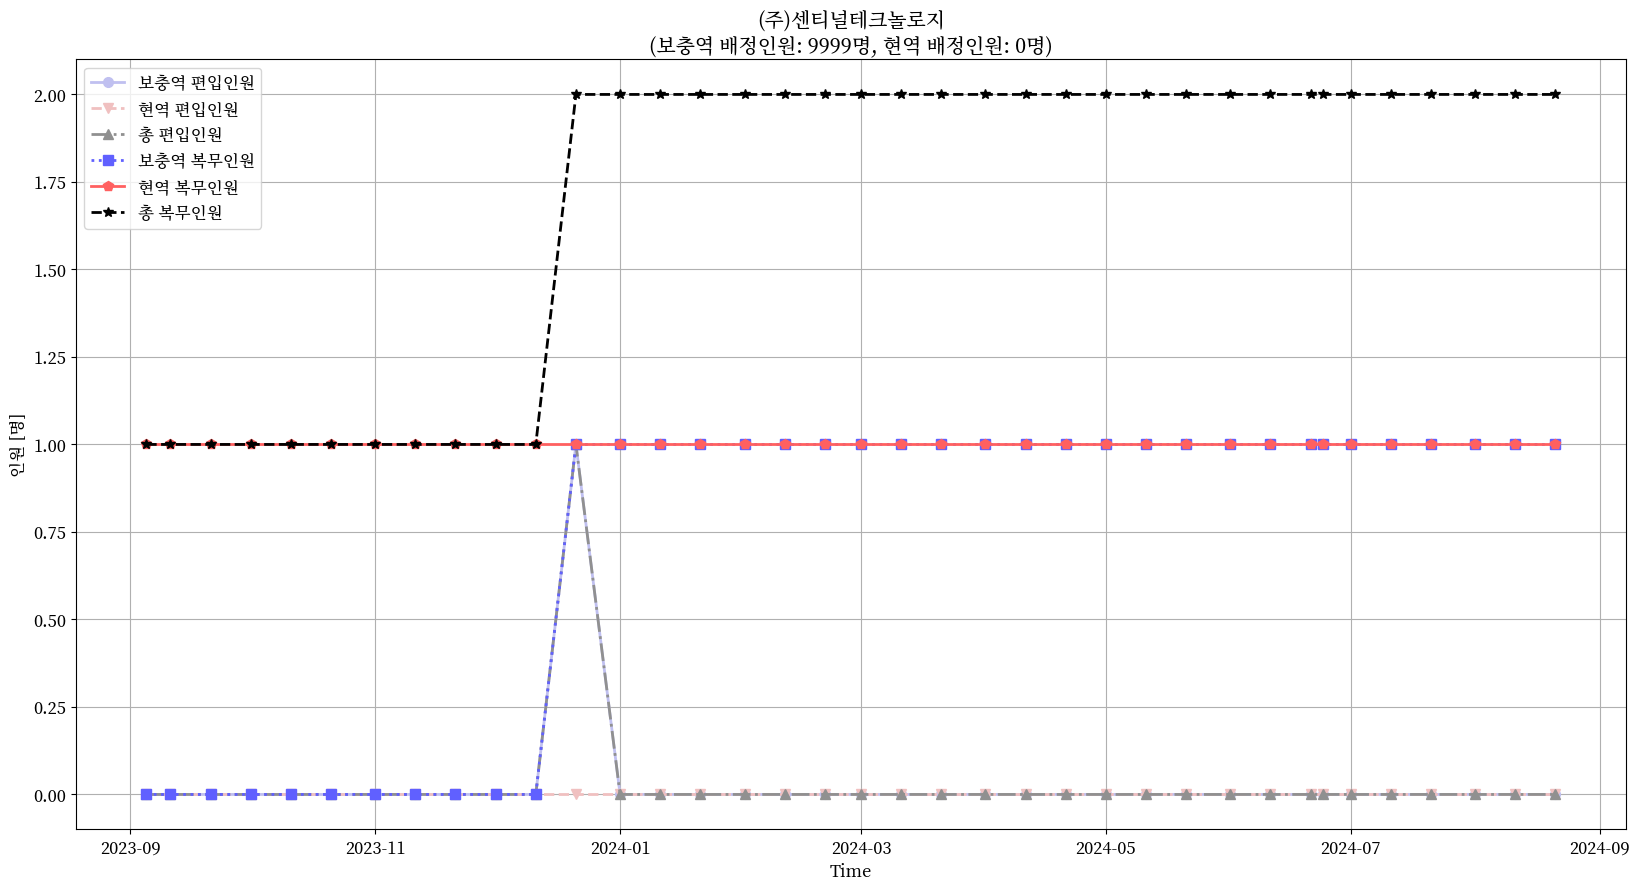 (주)센티널테크놀로지
(보충역 배정인원: 9999명, 현역 배정인원: 0명)
보충역 편입인원
현역 편입인원
총 편입인원
보충역 복무인원
현역 복무인원
총 복무인원
2.00
1.75
1.50
1.25
1.00
0.75
0.50
0.25
0.00
인원 [명]
2023-09
2023-11
2024-01
2024-03
2024-05
2024-07
2024-09
Time